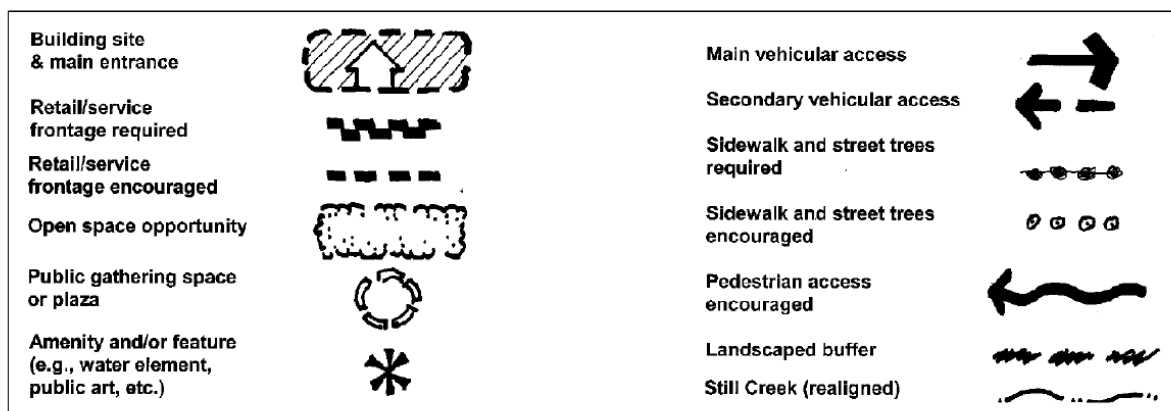 Building site
& main entrance
Retail/service
frontage required
Retail/service
frontage encouraged
Open space opportunity
Public gathering space
or plaza
Amenity and/or feature
(e.g., water element,
public art, etc.)
Main vehicular access
Secondary vehicular access
Sidewalk and street trees
required
Sidewalk and street trees
encouraged
Pedestrian access
encouraged
Landscaped buffer
Still Creek (realigned)